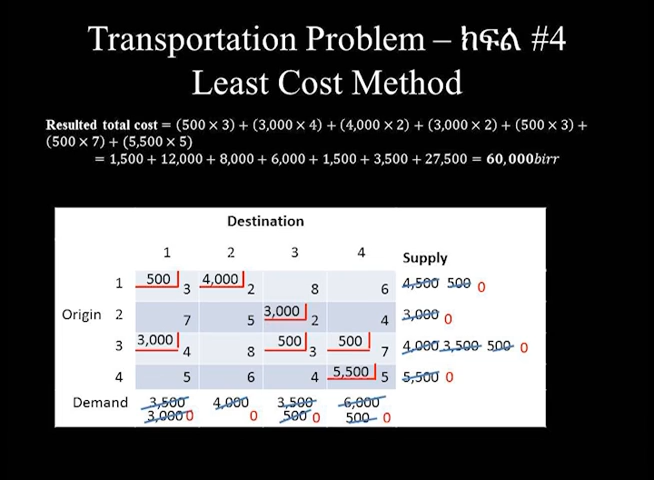 Transportation Problem – ክፍል #4
Least Cost Method
Resulted total cost = (500 × 3) + (3,000 × 4) + (4,000 × 2) + (3,000 × 2) + (500 × 3) +
(500 × 7) + (5,500 × 5)
= 1,500 + 12,000 + 8,000 + 6,000 + 1,500 + 3,500 + 27,500 = 60,000birr
Destination
1 2 3 4 Supply
1 500 3 4,000 2 8 6 4,500 500 0
Origin 2 7 5 3,000 2 4 3,000 0
3 3,000 4 8 500 3 500 7 4,000 3,500 500 0
4 5 6 4 5,500 5 5,500 0
Demand 3,500 4,000 3,500 6,000
3,000 0 0 500 0 500 0